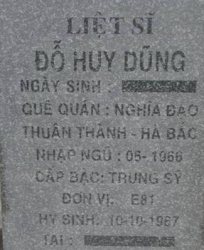 LIỆT SĨ
ĐỖ HUY DŨNG
NGÀY SINH :
QUÊ QUÁN : NGHĨA ĐẠO
THUẬN THÀNH - HÀ BẮC
NHẬP NGŨ : 05-1966
CẤP BẬC: TRUNG SỸ
ĐƠN VỊ: E81
HY SINH: 10-10-1967
TẠI :